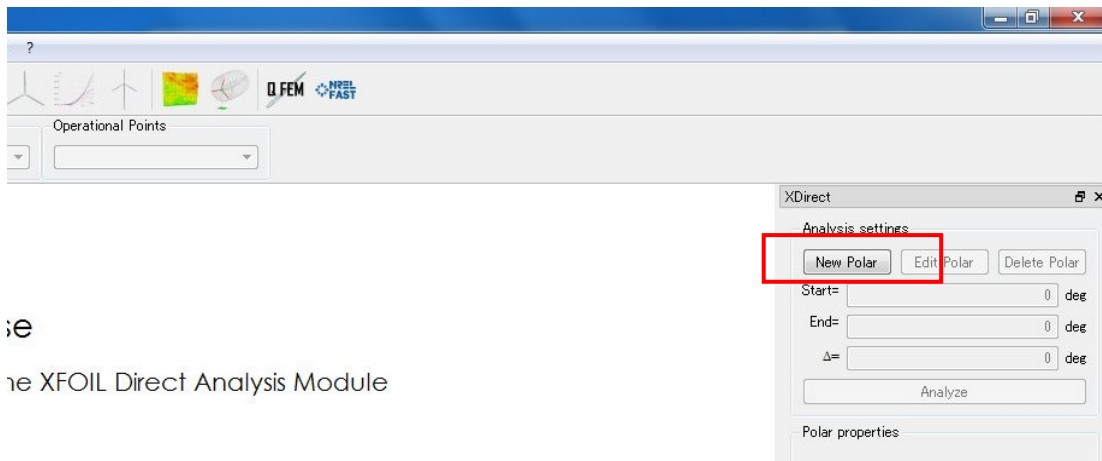 ?
Q FEM NREL FAST
Operational Points
XDirect
Analysis settings
New Polar Edit Polar Delete Polar
Start= 0 deg
End= 0 deg
Δ= 0 deg
se
he XFOIL Direct Analysis Module
Analyze
Polar properties